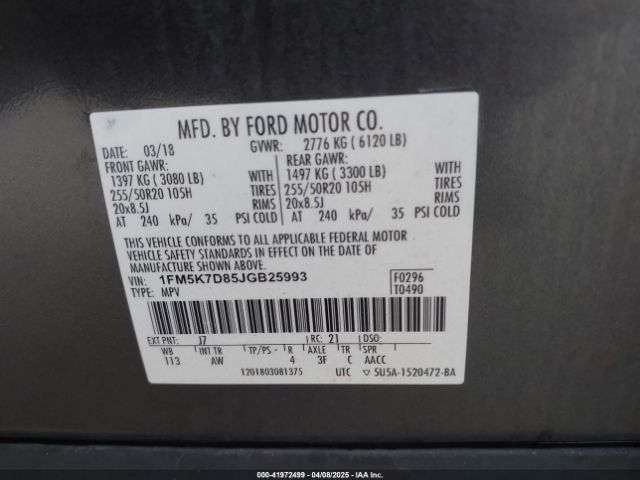 MFD. BY FORD MOTOR CO.
DATE: 03/18 GVWR: 2776 KG ( 6120 LB)
FRONT GAWR: REAR GAWR:
1397 KG ( 3080 LB) WITH 1497 KG ( 3300 LB) WITH
255/50R20 105H TIRES 255/50R20 105H TIRES
20x8.5J RIMS 20x8.5J RIMS
AT 240 kPa/ 35 PSI COLD AT 240 kPa/ 35 PSI COLD
THIS VEHICLE CONFORMS TO ALL APPLICABLE FEDERAL MOTOR
VEHICLE SAFETY STANDARDS IN EFFECT ON THE DATE OF
MANUFACTURE SHOWN ABOVE.
VIN: 1FM5K7D85JGB25993 F0296
TYPE: MPV T0490
EXT PNT: J7 RC: 21 DSO:
WB INT TR TP/PS R AXLE TR SPR
113 AW 4 3F C AACC
1201803081375 UTC ▽ 5U5A-1520472-BA
000-41972499 - 04/08/2025 - IAA Inc.